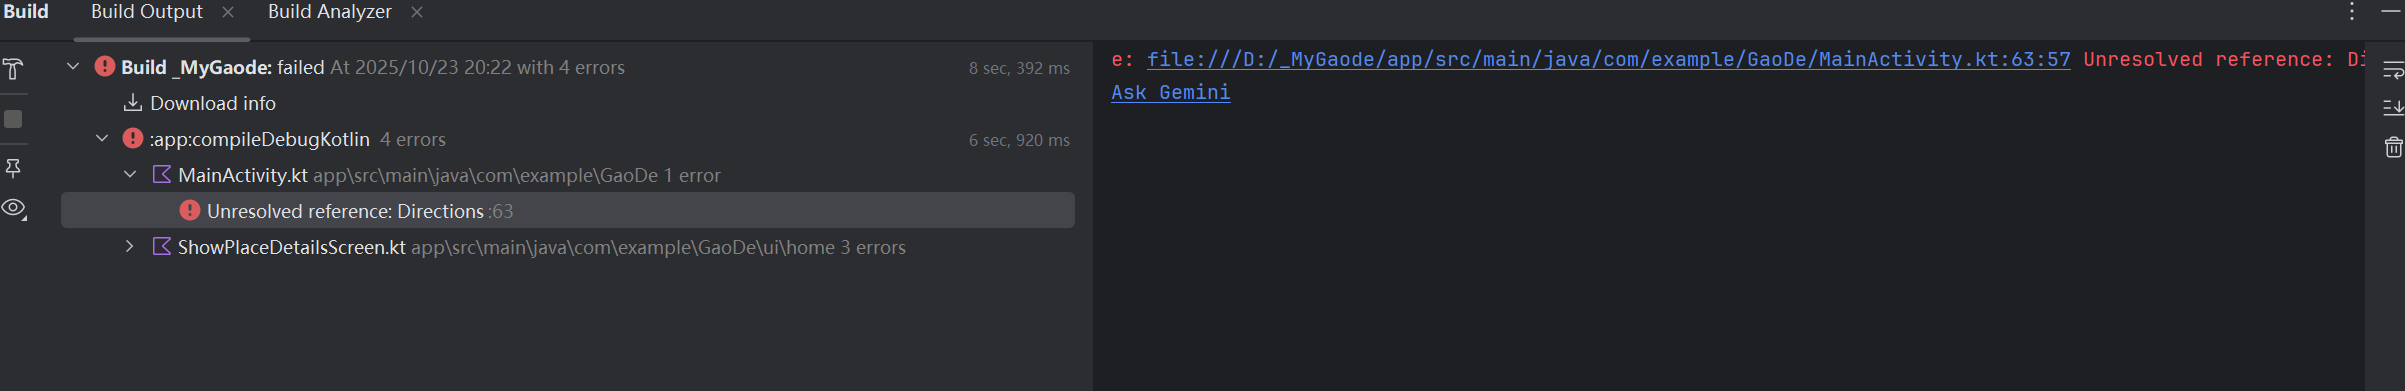 Build Build Output Build Analyzer
Build _MyGaode: failed At 2025/10/23 20:22 with 4 errors 8 sec, 392 ms
Download info
:app:compileDebugKotlin 4 errors 6 sec, 920 ms
MainActivity.kt app\src\main\java\com\example\GaoDe 1 error
Unresolved reference: Directions :63
ShowPlaceDetailsScreen.kt app\src\main\java\com\example\GaoDe\ui\home 3 errors
e: file:///D:/_MyGaode/app/src/main/java/com/example/GaoDe/MainActivity.kt:63:57 Unresolved reference: Di
Ask Gemini